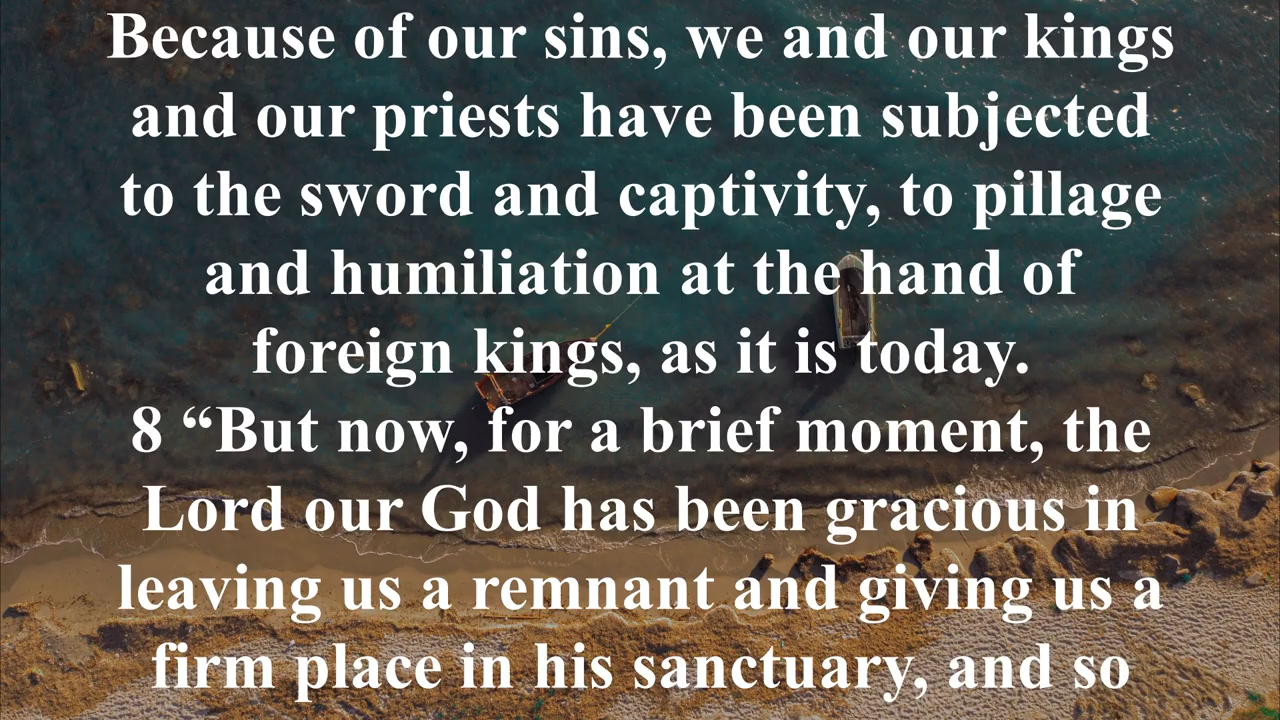 Because of our sins, we and our kings
and our priests have been subjected
to the sword and captivity, to pillage
and humiliation at the hand of
foreign kings, as it is today.
8 “But now, for a brief moment, the
Lord our God has been gracious in
leaving us a remnant and giving us a
firm place in his sanctuary, and so